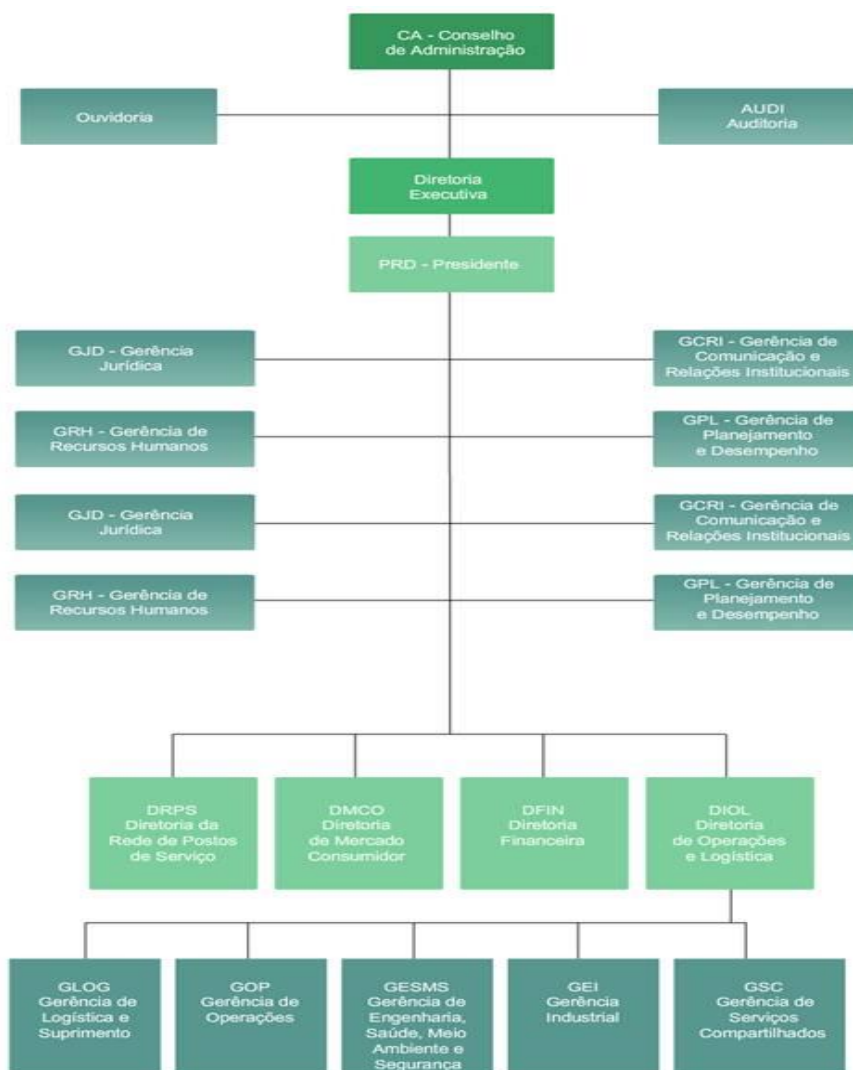 CA - Conselho
de Administração
Ouvidoria
AUDI
Auditoria
Diretoria
Executiva
PRD - Presidente
GJD - Gerência
Jurídica
GCRI - Gerência de
Comunicação e
Relações Institucionais
GRH - Gerência de
Recursos Humanos
GPL - Gerência de
Planejamento
e Desempenho
GJD - Gerência
Jurídica
GCRI - Gerência de
Comunicação e
Relações Institucionais
GRH - Gerência de
Recursos Humanos
GPL - Gerência de
Planejamento
e Desempenho
DRPS
Diretoria da
Rede de Postos
de Serviço
DMCO
Diretoria
de Mercado
Consumidor
DFIN
Diretoria
Financeira
DIOL
Diretoria
de Operações
e Logística
GLOG
Gerência de
Logística e
Suprimento
GOP
Gerência de
Operações
GESMS
Gerência de
Engenharia,
Saúde, Meio
Ambiente e
Segurança
GEI
Gerência
Industrial
GSC
Gerência de
Serviços
Compartilhados